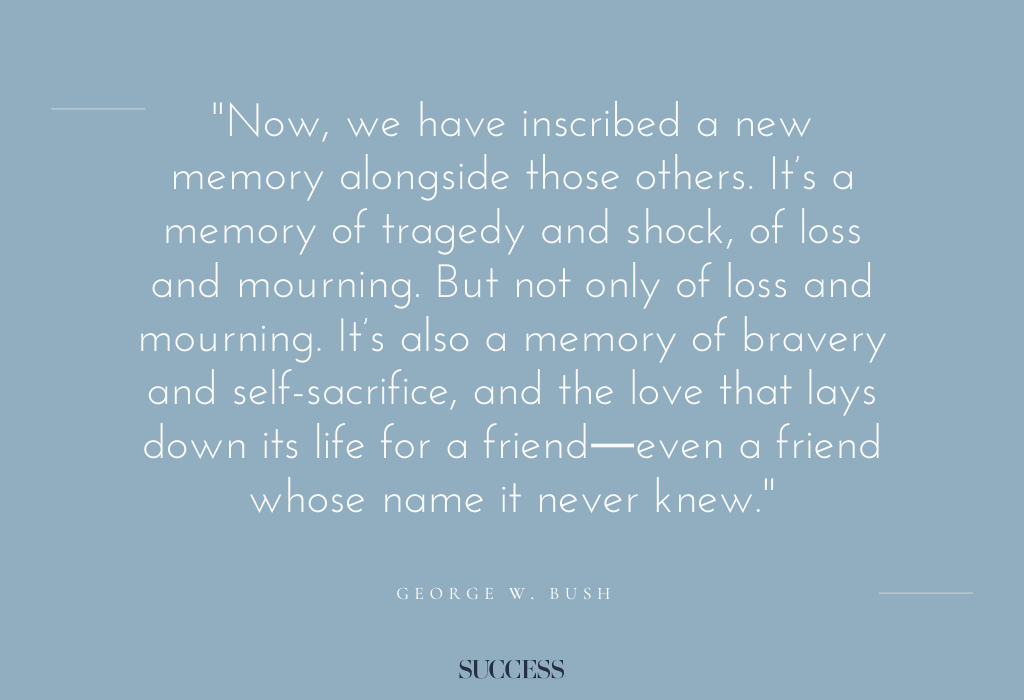 "Now, we have inscribed a new
memory alongside those others. It’s a
memory of tragedy and shock, of loss
and mourning. But not only of loss and
mourning. It’s also a memory of bravery
and self-sacrifice, and the love that lays
down its life for a friend—even a friend
whose name it never knew."
GEORGE W. BUSH
SUCCESS